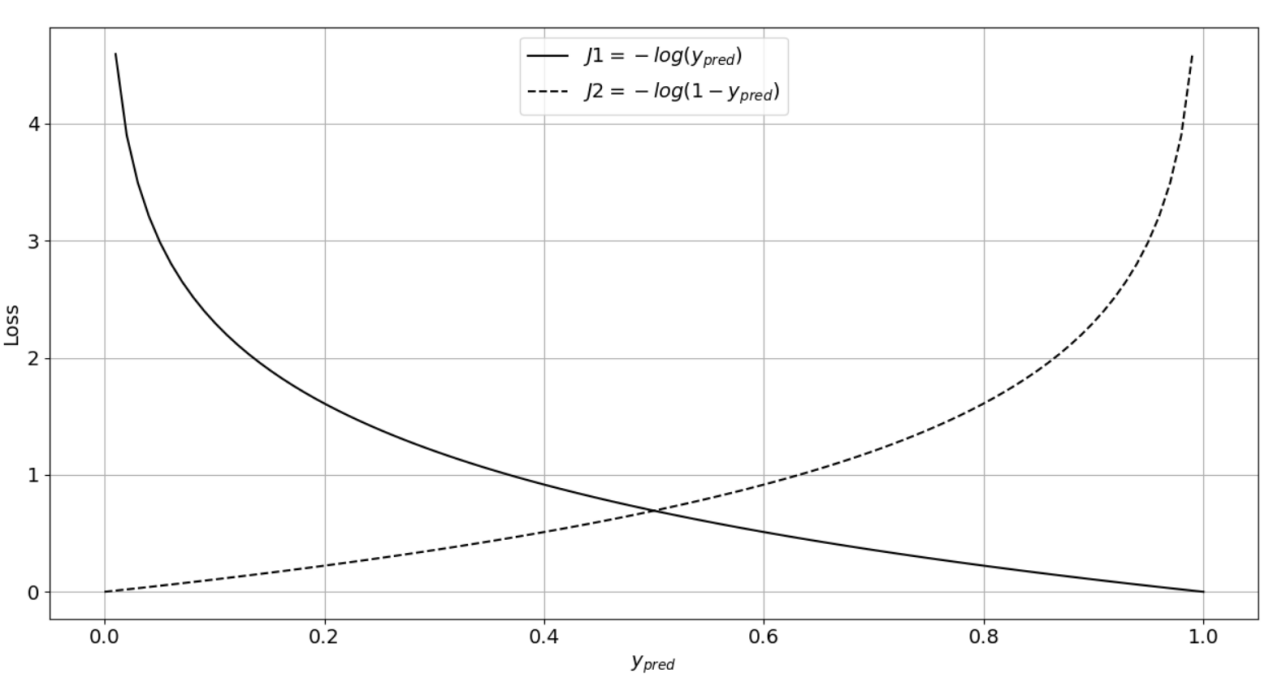 J1 = −log(y_pred)
J2 = −log(1 − y_pred)
4
3
2
1
0
Loss
0.0 0.2 0.4 0.6 0.8 1.0
y_pred